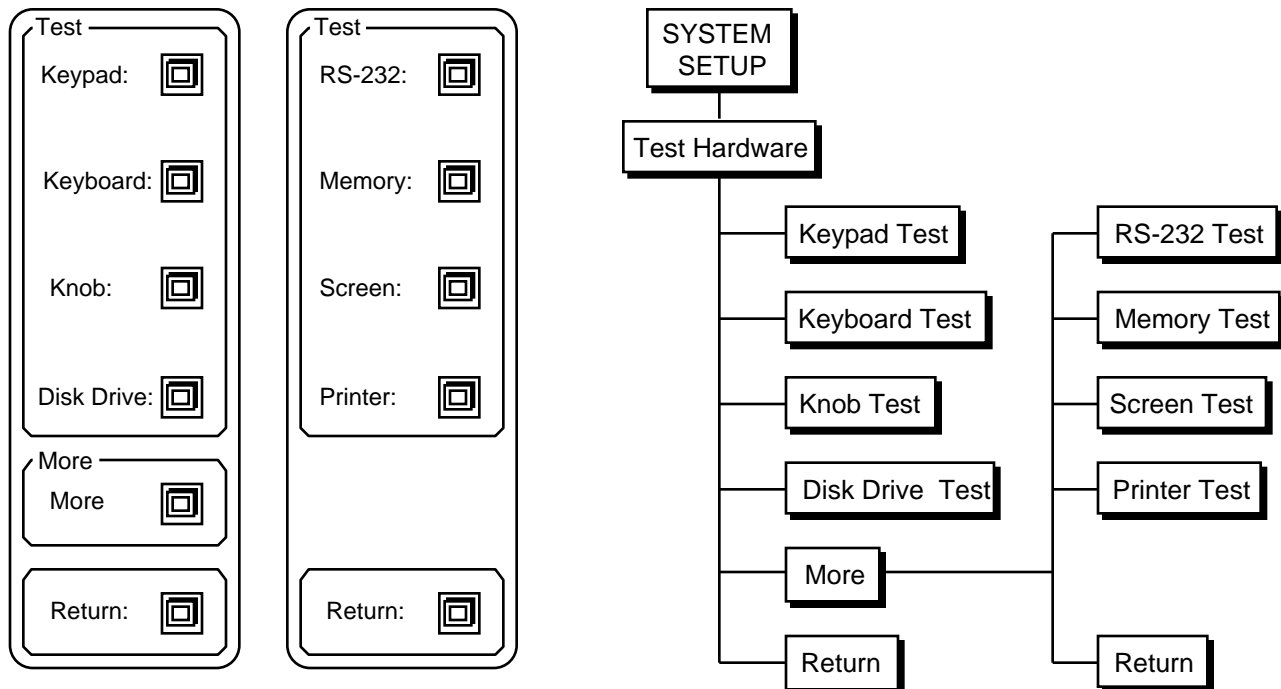 Test
Keypad:
Keyboard:
Knob:
Disk Drive:
More
More
Return:
Test
RS-232:
Memory:
Screen:
Printer:
Return:
SYSTEM
SETUP
Test Hardware
Keypad Test
Keyboard Test
Knob Test
Disk Drive Test
More
Return
RS-232 Test
Memory Test
Screen Test
Printer Test
Return